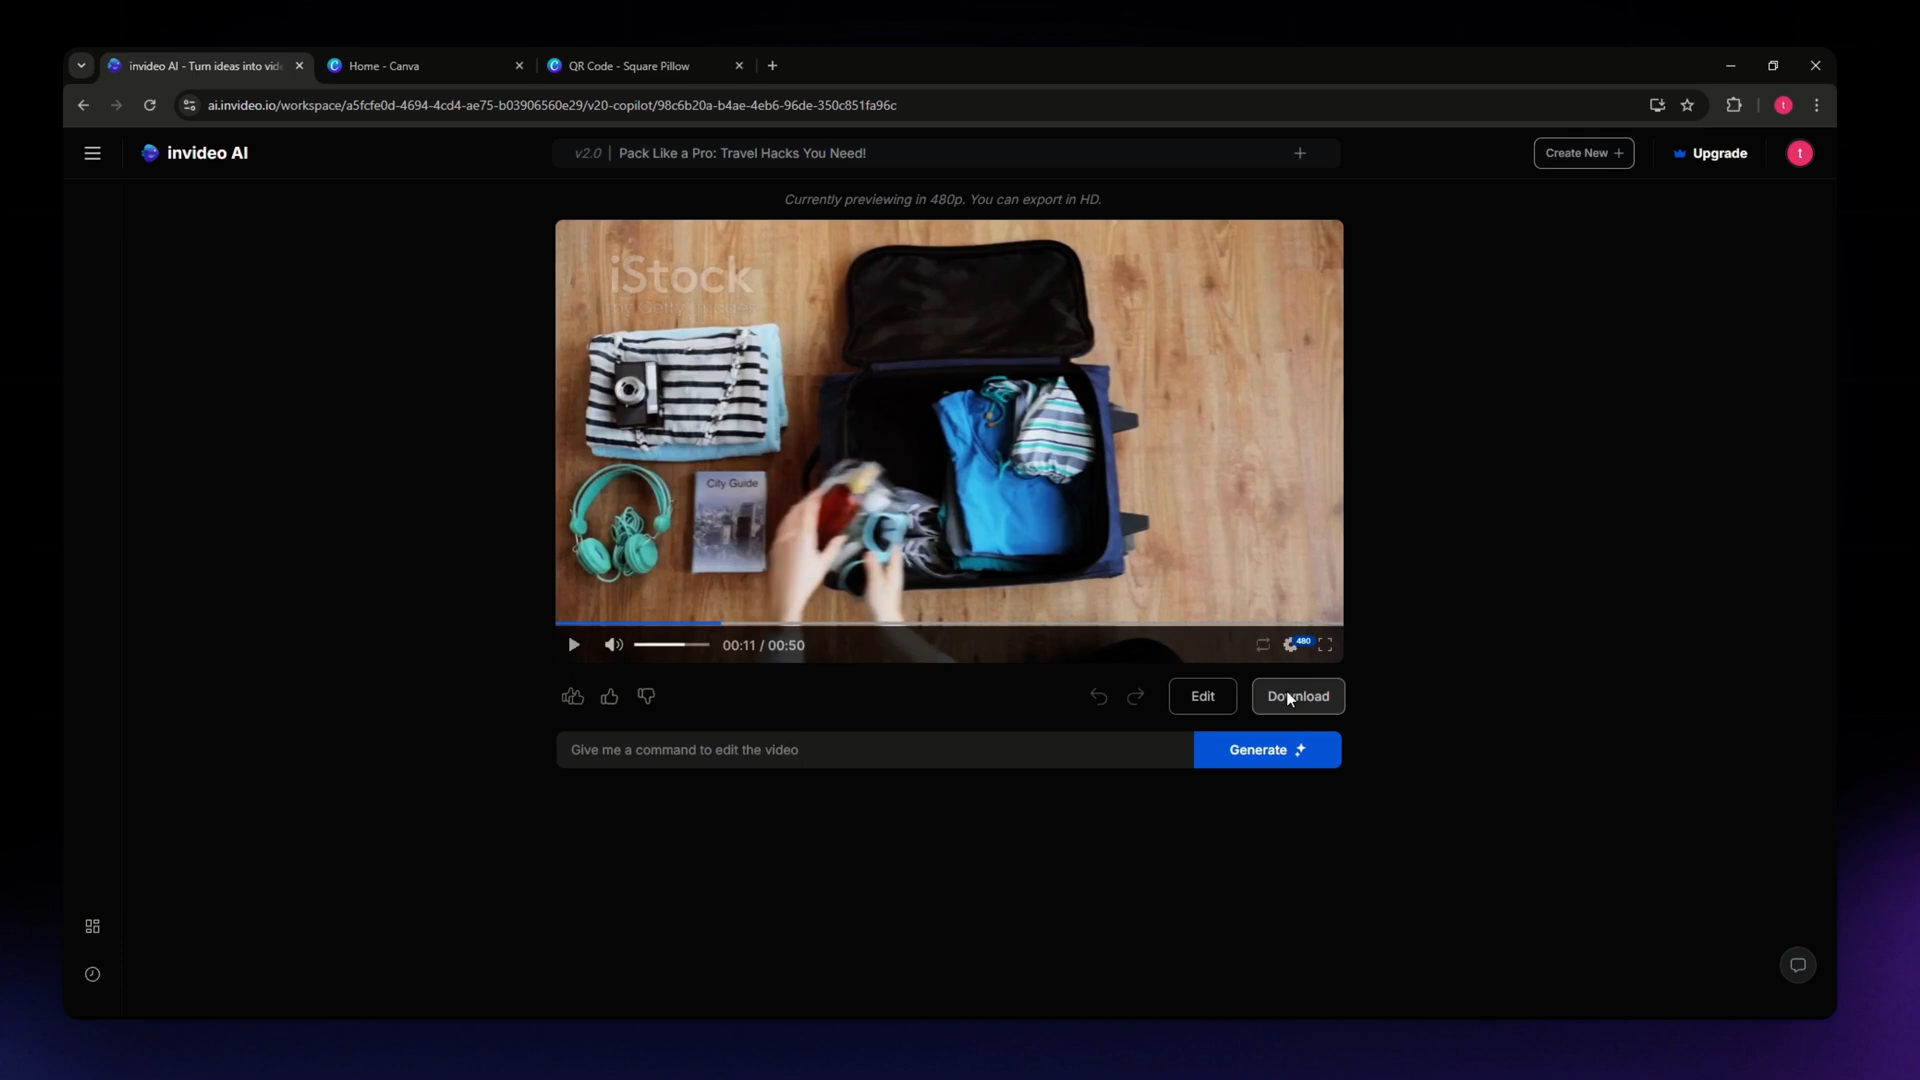 invideo AI - Turn ideas into vid
Home - Canva
QR Code - Square Pillow
ai.invideo.io/workspace/a5fcfe0d-4694-4cd4-ae75-b03906560e29/v20-copilot/98c6b20a-b4ae-4eb6-96de-350c851fa96c
t
invideo AI
v2.0 | Pack Like a Pro: Travel Hacks You Need!
Create New +
Upgrade
t
Currently previewing in 480p. You can export in HD.
iStock
by Getty Images
City Guide
00:11 / 00:50
480
Edit
Download
Give me a command to edit the video
Generate